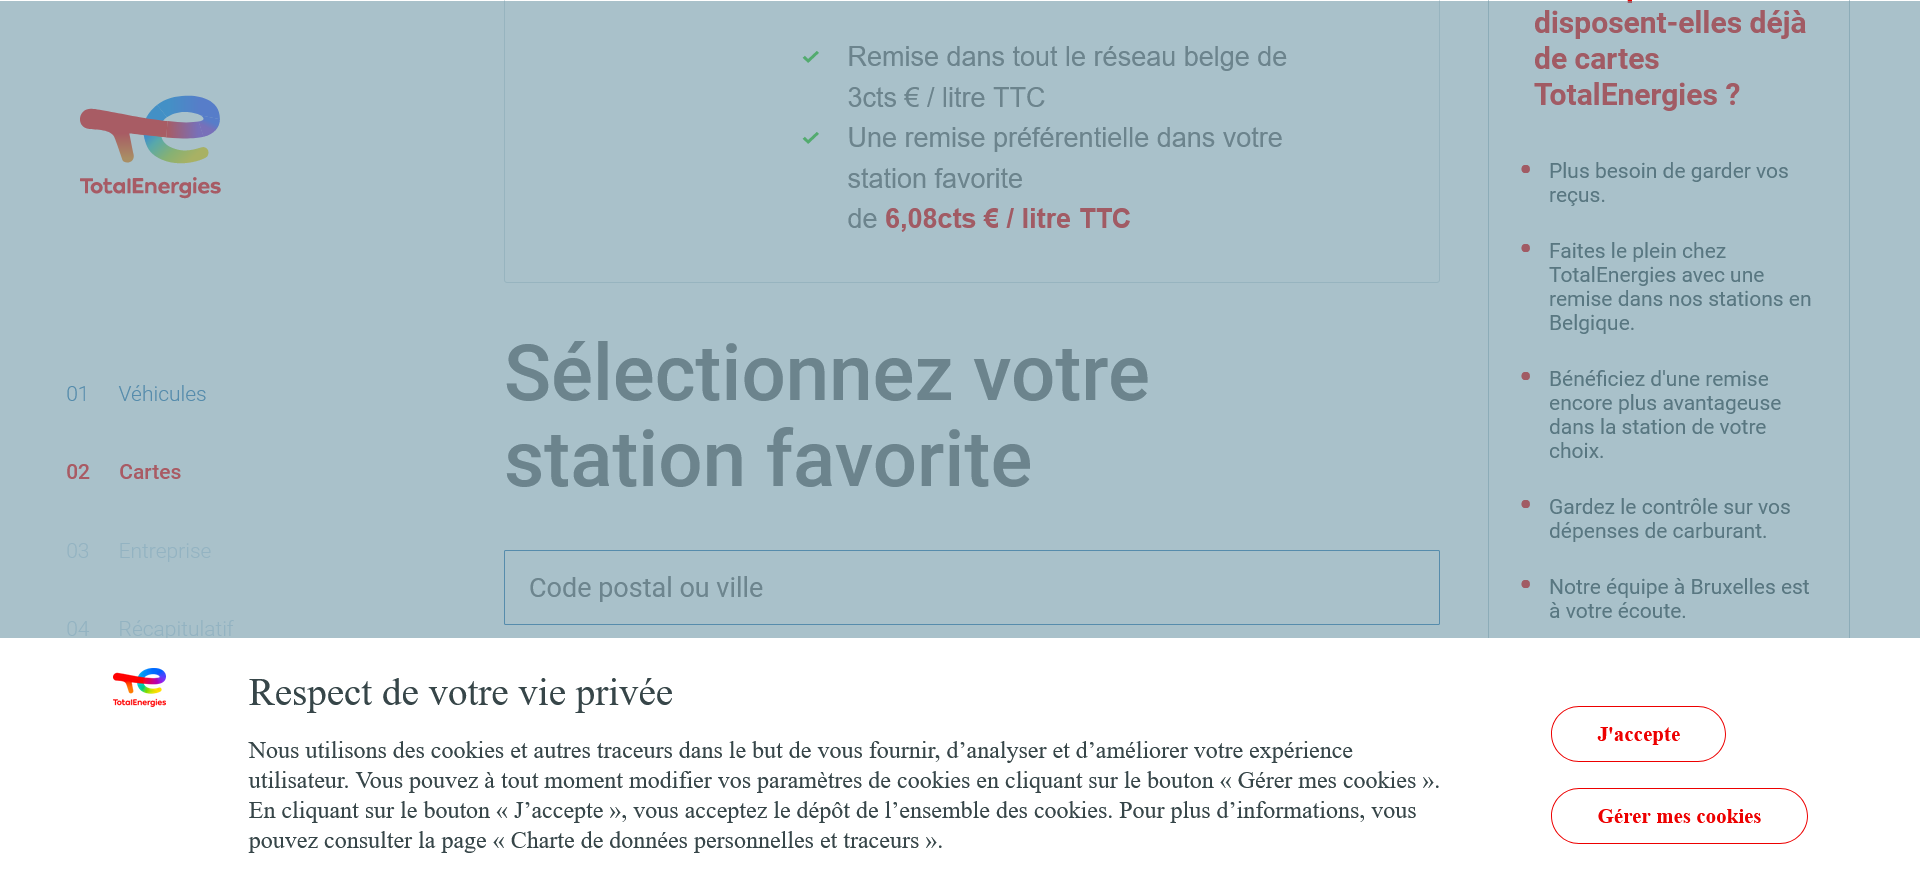 TotalEnergies
01 Véhicules
02 Cartes
03 Entreprise
04 Récapitulatif
Remise dans tout le réseau belge de
3cts € / litre TTC
Une remise préférentielle dans votre
station favorite
de 6,08cts € / litre TTC
Sélectionnez votre
station favorite
Code postal ou ville
disposent-elles déjà
de cartes
TotalEnergies ?
Plus besoin de garder vos
reçus.
Faites le plein chez
TotalEnergies avec une
remise dans nos stations en
Belgique.
Bénéficiez d'une remise
encore plus avantageuse
dans la station de votre
choix.
Gardez le contrôle sur vos
dépenses de carburant.
Notre équipe à Bruxelles est
à votre écoute.
TotalEnergies
Respect de votre vie privée
Nous utilisons des cookies et autres traceurs dans le but de vous fournir, d’analyser et d’améliorer votre expérience
utilisateur. Vous pouvez à tout moment modifier vos paramètres de cookies en cliquant sur le bouton « Gérer mes cookies ».
En cliquant sur le bouton « J’accepte », vous acceptez le dépôt de l’ensemble des cookies. Pour plus d’informations, vous
pouvez consulter la page « Charte de données personnelles et traceurs ».
J'accepte
Gérer mes cookies